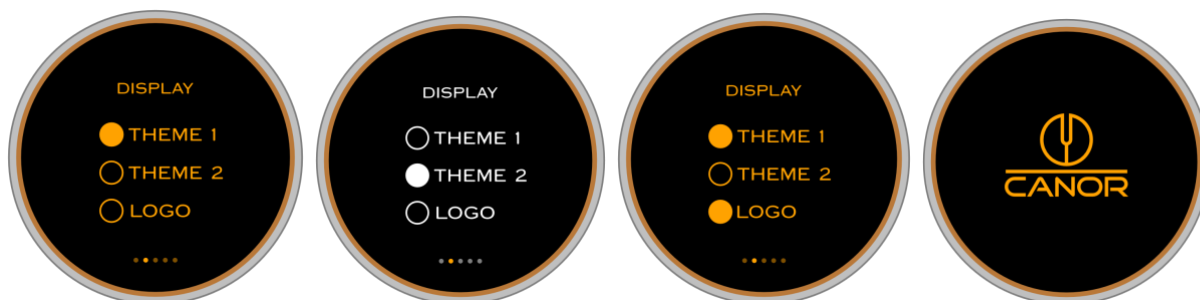 DISPLAY
THEME 1
THEME 2
LOGO
DISPLAY
THEME 1
THEME 2
LOGO
DISPLAY
THEME 1
THEME 2
LOGO
CANOR